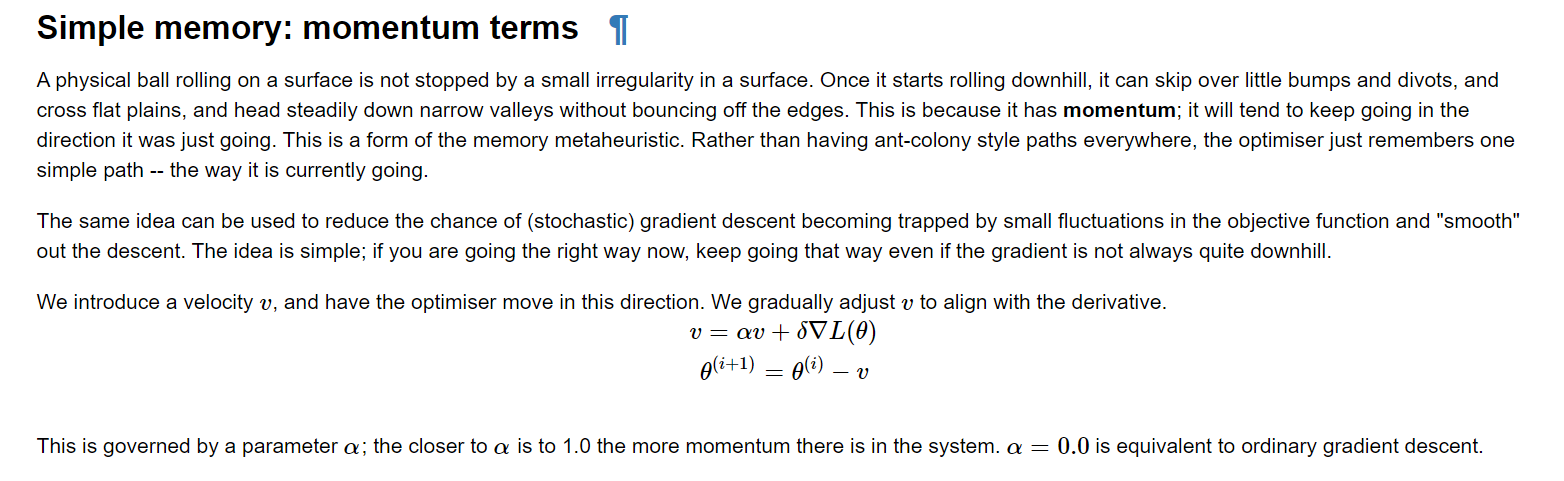 Simple memory: momentum terms ¶
A physical ball rolling on a surface is not stopped by a small irregularity in a surface. Once it starts rolling downhill, it can skip over little bumps and divots, and
cross flat plains, and head steadily down narrow valleys without bouncing off the edges. This is because it has momentum; it will tend to keep going in the
direction it was just going. This is a form of the memory metaheuristic. Rather than having ant-colony style paths everywhere, the optimiser just remembers one
simple path -- the way it is currently going.
The same idea can be used to reduce the chance of (stochastic) gradient descent becoming trapped by small fluctuations in the objective function and "smooth"
out the descent. The idea is simple; if you are going the right way now, keep going that way even if the gradient is not always quite downhill.
We introduce a velocity v, and have the optimiser move in this direction. We gradually adjust v to align with the derivative.
v = αv + δ∇L(θ)
θ^(i+1) = θ^(i) − v
This is governed by a parameter α; the closer to α is to 1.0 the more momentum there is in the system. α = 0.0 is equivalent to ordinary gradient descent.